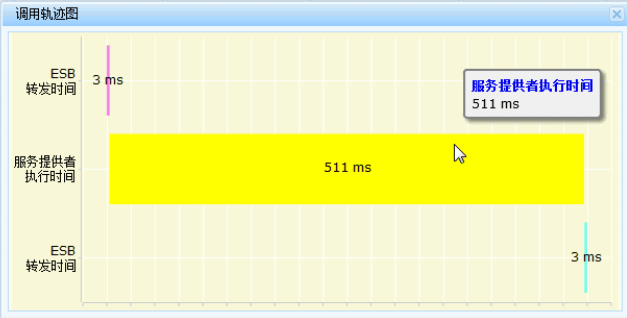 调用轨迹图
ESB
转发时间
3 ms
服务提供者执行时间
511 ms
服务提供者
执行时间
511 ms
ESB
转发时间
3 ms